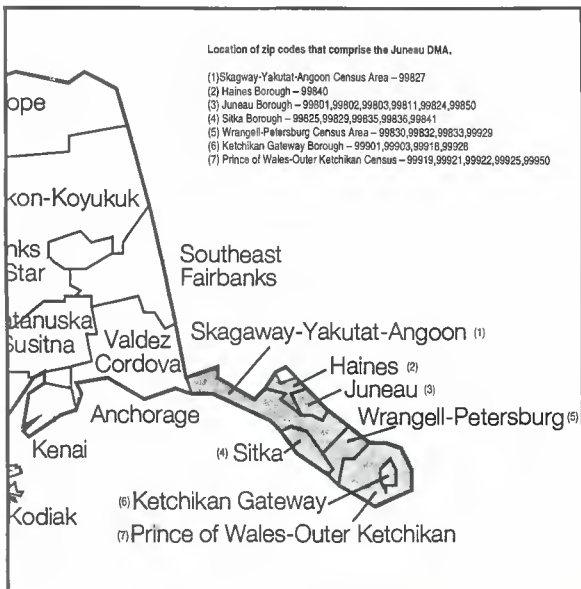 Location of zip codes that comprise the Juneau DMA.
(1)Skagway-Yakutat-Angoon Census Area – 99827
(2) Haines Borough – 99840
(3) Juneau Borough – 99801,99802,99803,99811,99824,99850
(4) Sitka Borough – 99825,99829,99835,99836,99841
(5) Wrangell-Petersburg Census Area – 99830,99832,99833,99929
(6) Ketchikan Gateway Borough – 99901,99903,99918,99928
(7) Prince of Wales-Outer Ketchikan Census – 99919,99921,99922,99925,99950
ope
kon-Koyukuk
nks
Star
Southeast
Fairbanks
atanuska
Susitna
Valdez
Cordova
Skagaway-Yakutat-Angoon (1)
Haines (2)
Juneau (3)
Anchorage
Wrangell-Petersburg (5)
Kenai
(4) Sitka
(6) Ketchikan Gateway
Kodiak
(7) Prince of Wales-Outer Ketchikan